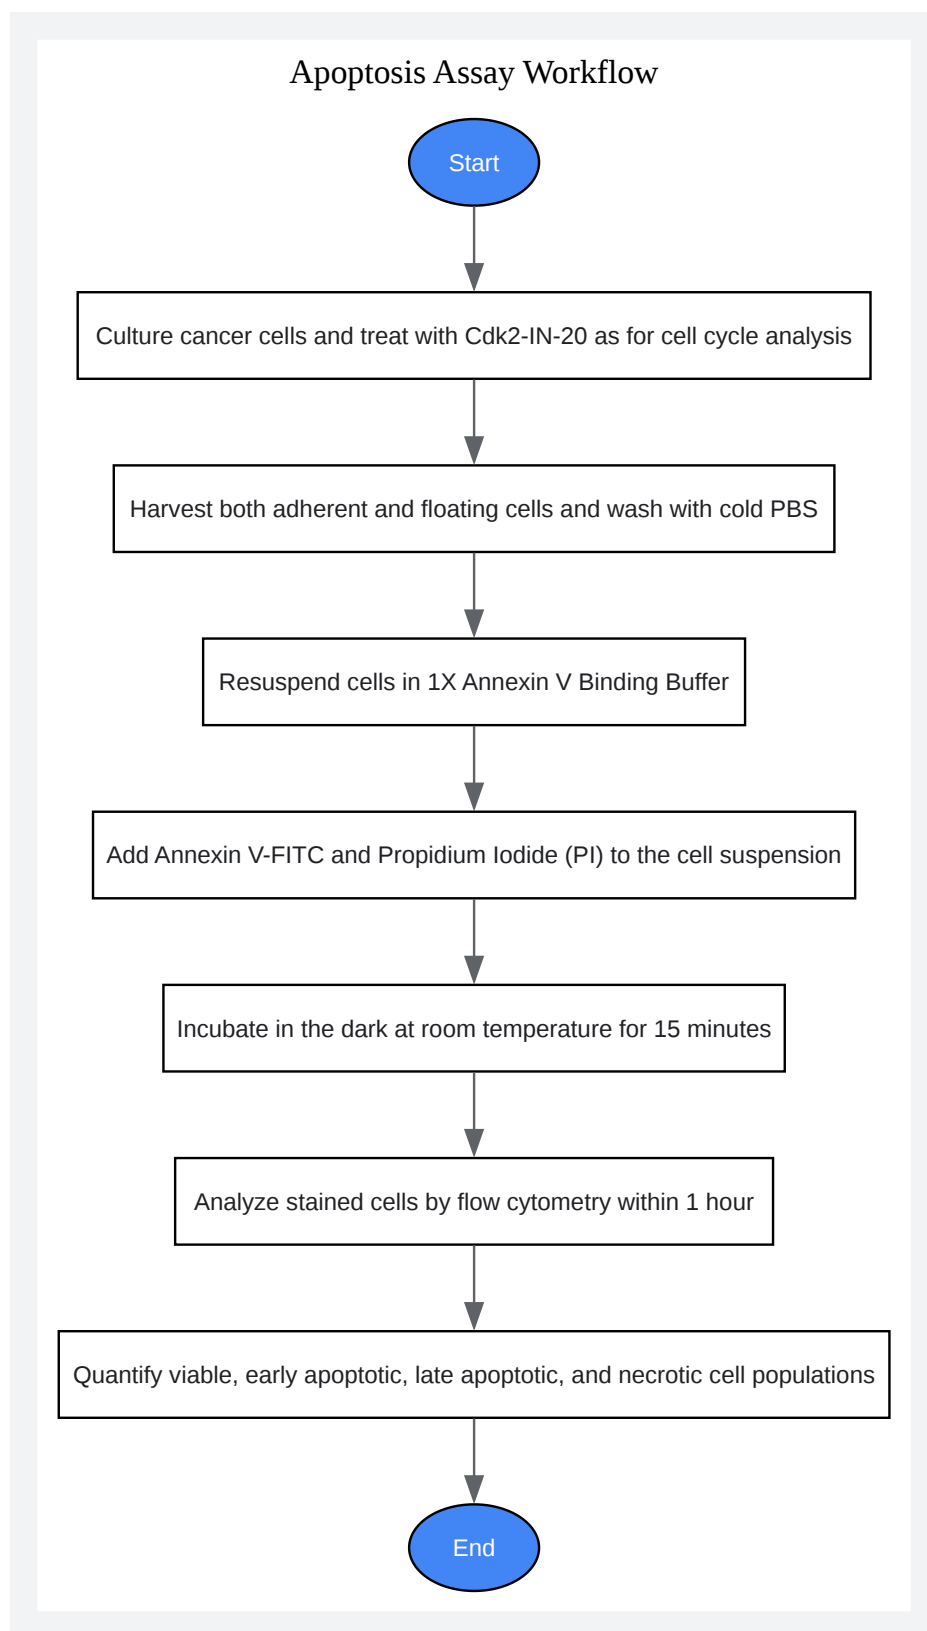 Apoptosis Assay Workflow
Start
Culture cancer cells and treat with Cdk2-IN-20 as for cell cycle analysis
Harvest both adherent and floating cells and wash with cold PBS
Resuspend cells in 1X Annexin V Binding Buffer
Add Annexin V-FITC and Propidium Iodide (PI) to the cell suspension
Incubate in the dark at room temperature for 15 minutes
Analyze stained cells by flow cytometry within 1 hour
Quantify viable, early apoptotic, late apoptotic, and necrotic cell populations
End